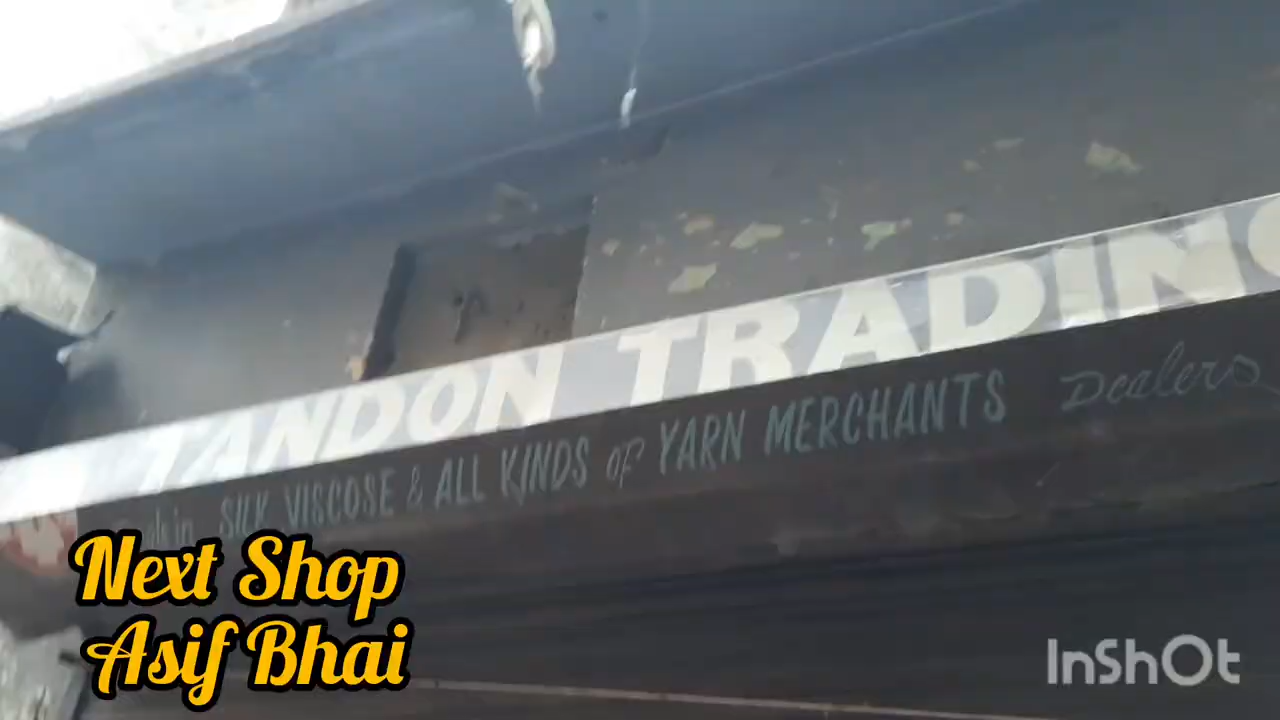 TANDON TRADING
SILK VISCOSE & ALL KINDS OF YARN MERCHANTS Dealers
Next Shop
Asif Bhai
InShOt